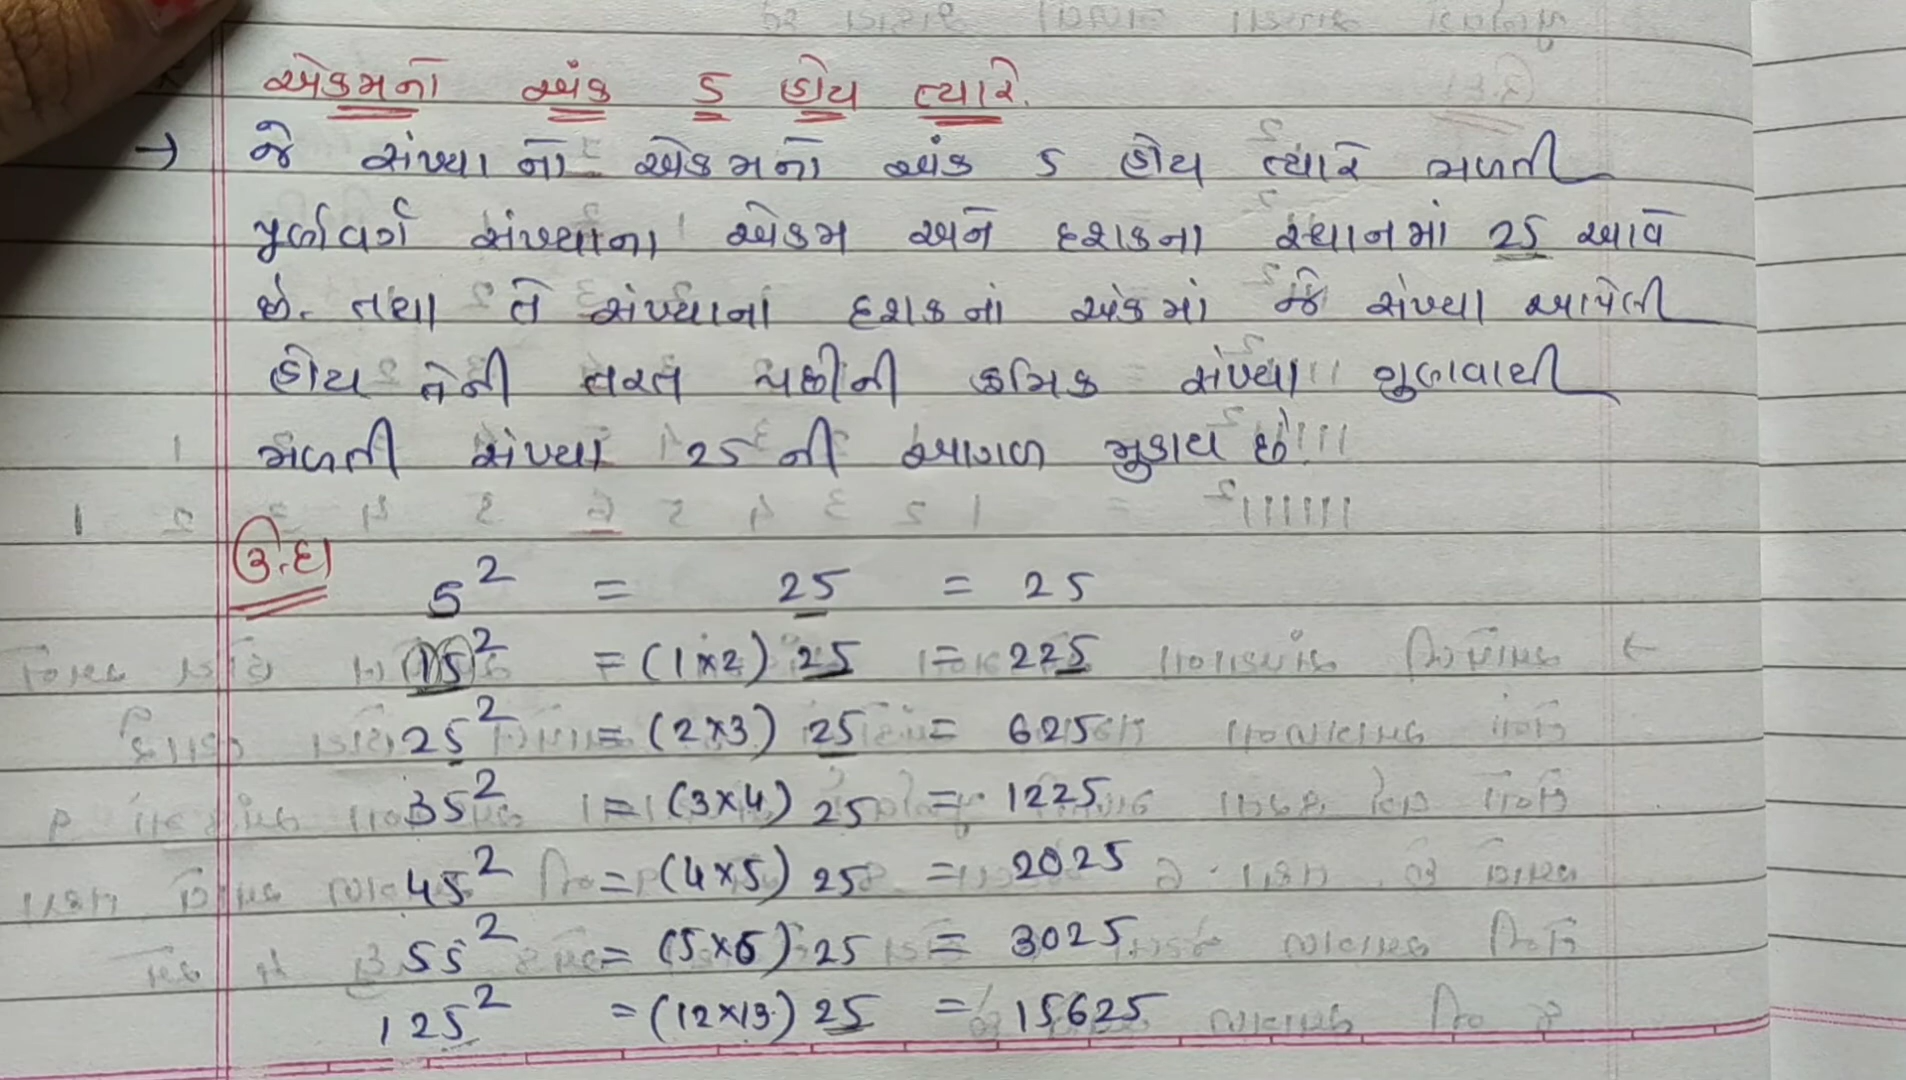 એકમનો અંક 5 હોય ત્યારે.
→ જે સંખ્યાનો એકમનો અંક 5 હોય ત્યારે મળતી
પૂર્ણવર્ગ સંખ્યાના એકમ અને દશકના સ્થાનમાં 25 આવે
છે. તથા તે સંખ્યાનાં દશકનાં અંકમાં જે સંખ્યા આપેલી
હોય તેની તરત પછીની ક્રમિક સંખ્યા ગુણવાથી
મળતી સંખ્યા 25 ની આગળ મુકાય છે.
ઉ.દા
5² = 25 = 25
15² = (1×2) 25 = 225
25² = (2×3) 25 = 625
35² = (3×4) 25 = 1225
45² = (4×5) 25 = 2025
55² = (5×6) 25 = 3025
125² = (12×13) 25 = 15625